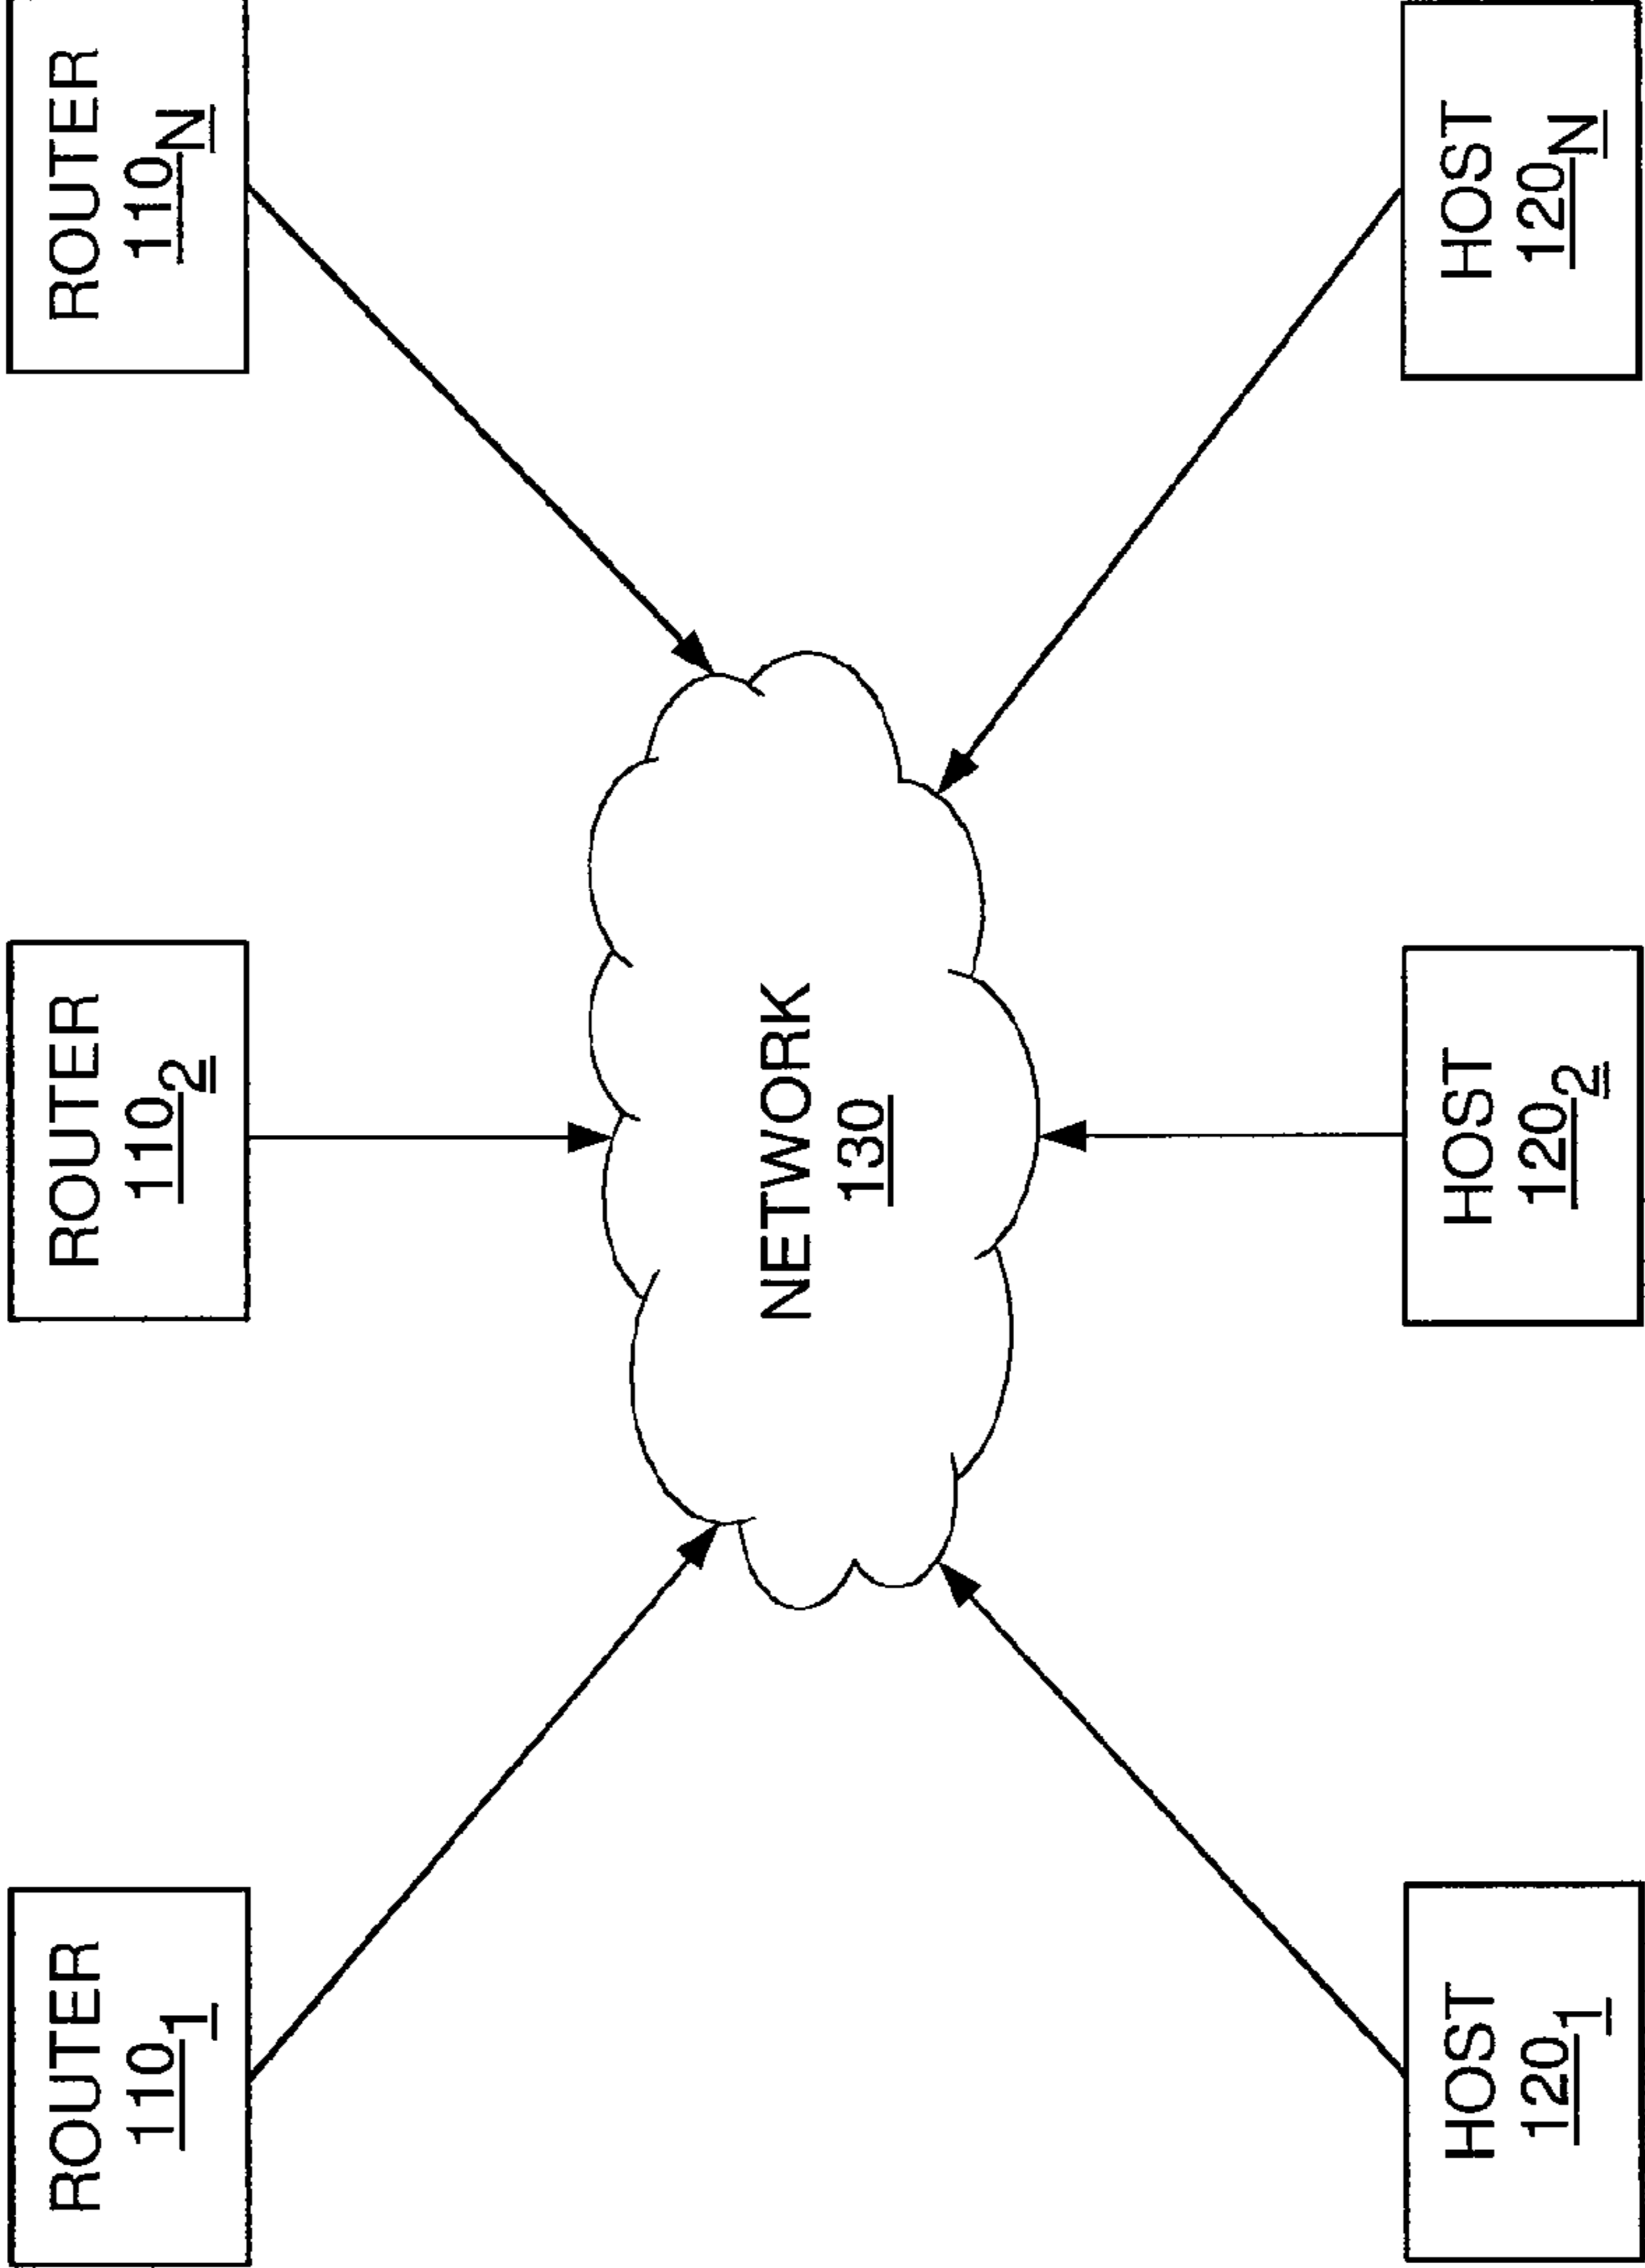 ROUTER
110₁
ROUTER
110₂
ROUTER
110N
NETWORK
130
HOST
120₁
HOST
120₂
HOST
120N